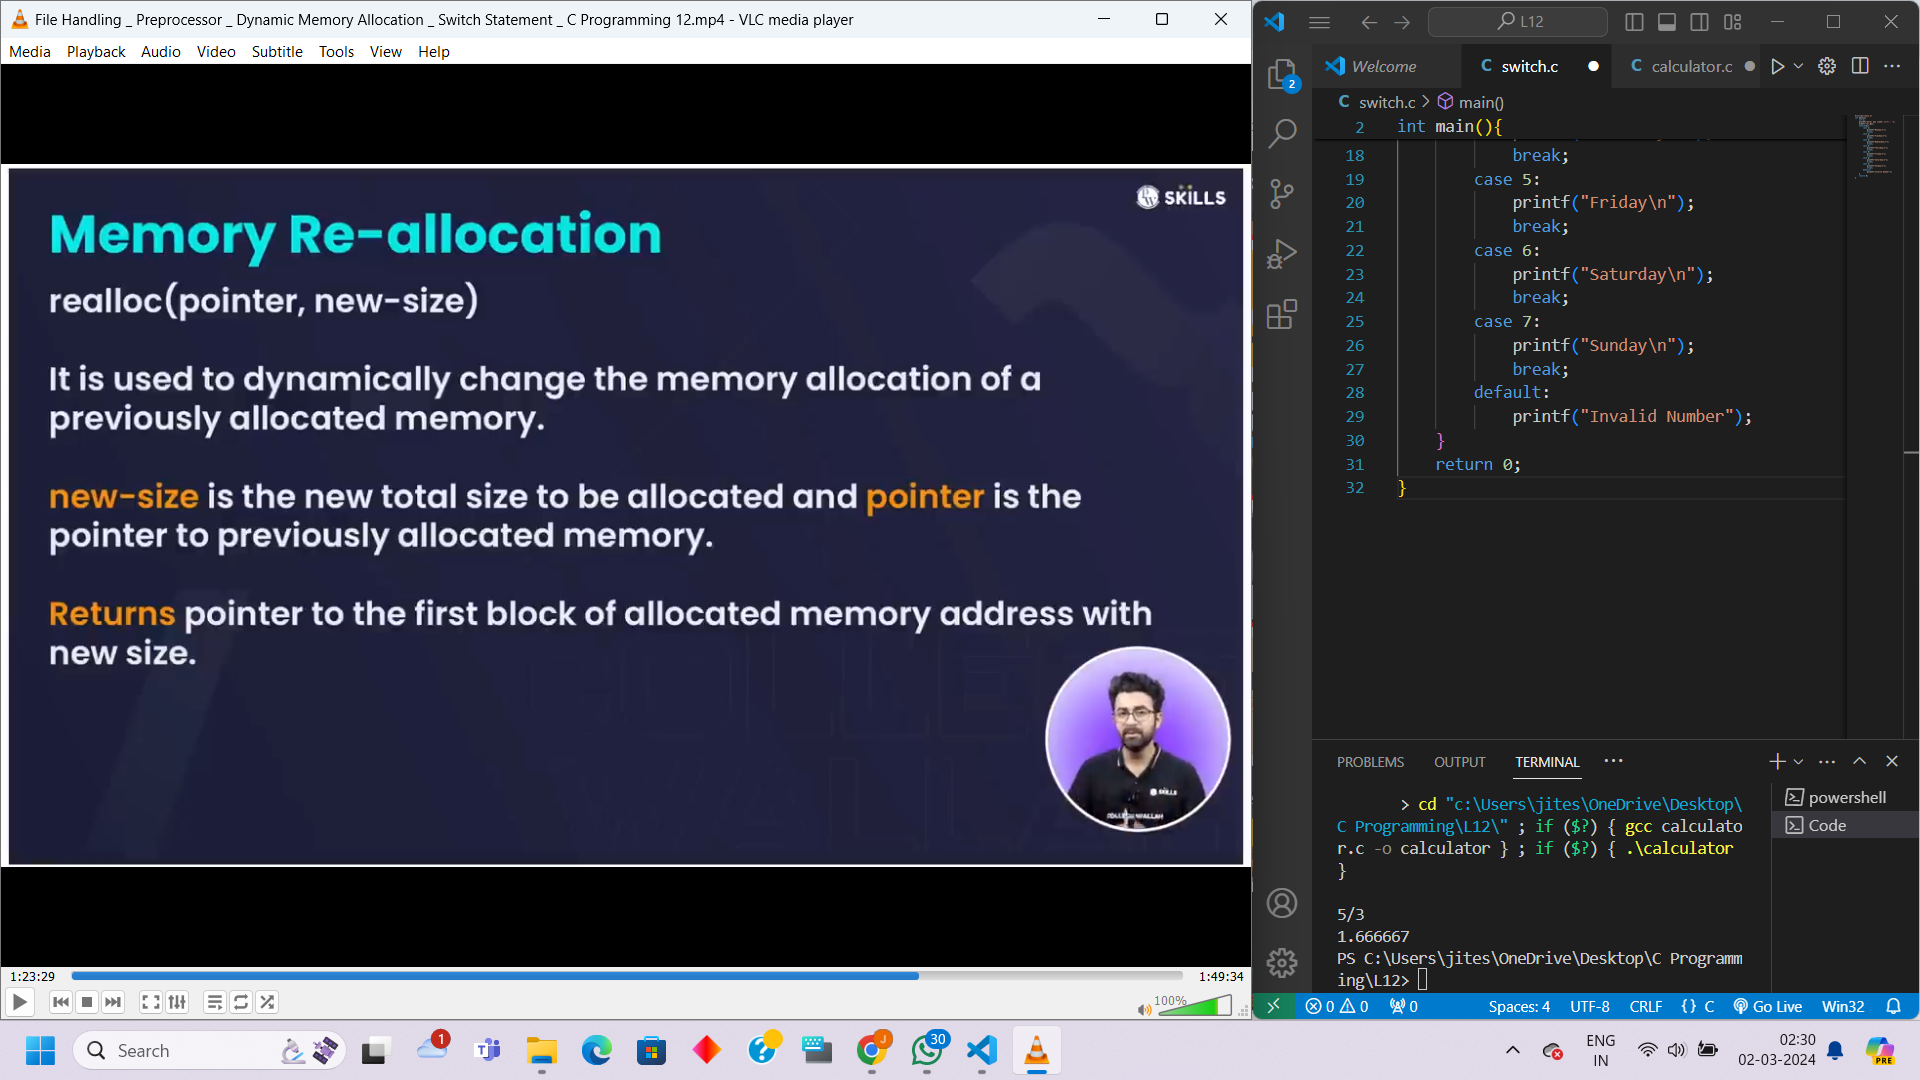 File Handling _ Preprocessor _ Dynamic Memory Allocation _ Switch Statement _ C Programming 12.mp4 - VLC media player
Media Playback Audio Video Subtitle Tools View Help
SKILLS
Memory Re-allocation
realloc(pointer, new-size)
It is used to dynamically change the memory allocation of a
previously allocated memory.
new-size is the new total size to be allocated and pointer is the
pointer to previously allocated memory.
Returns pointer to the first block of allocated memory address with
new size.
SKILLS
1:23:29
1:49:34
100%
L12
Welcome
C switch.c
C calculator.c
2
C switch.c > main()
2 int main(){
18 break;
19 case 5:
20 printf("Friday\n");
21 break;
22 case 6:
23 printf("Saturday\n");
24 break;
25 case 7:
26 printf("Sunday\n");
27 break;
28 default:
29 printf("Invalid Number");
30 }
31 return 0;
32 }
PROBLEMS OUTPUT TERMINAL
powershell
Code
> cd "c:\Users\jites\OneDrive\Desktop\
C Programming\L12\" ; if ($?) { gcc calculato
r.c -o calculator } ; if ($?) { .\calculator
}
5/3
1.666667
PS C:\Users\jites\OneDrive\Desktop\C Programm
ing\L12>
0 0 0 Spaces: 4 UTF-8 CRLF {} C Go Live Win32
Search
1
J
30
ENG
IN
02:30
02-03-2024
PRE